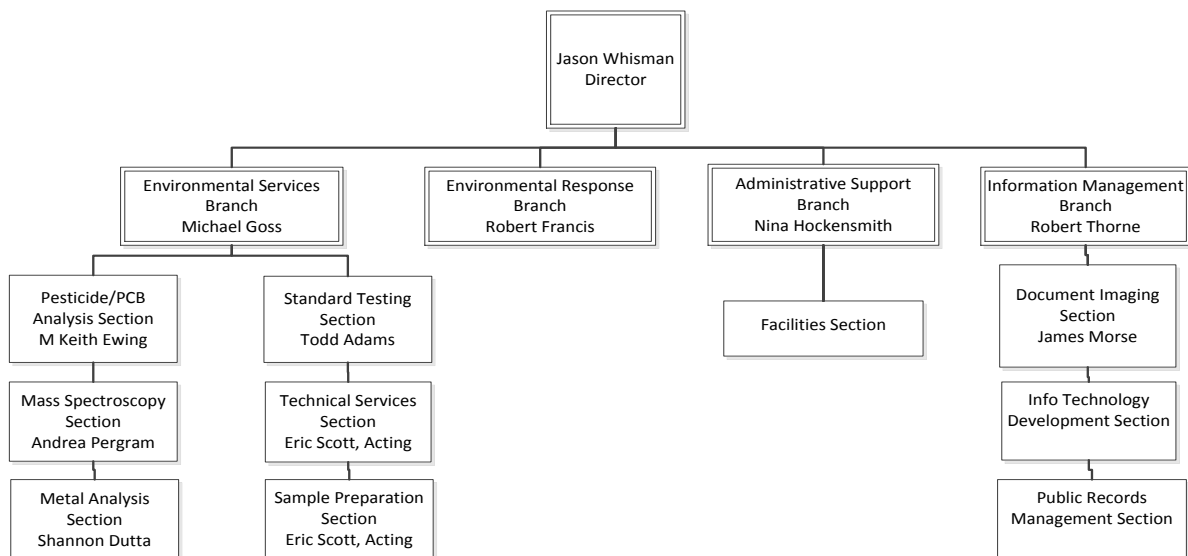 Jason Whisman
Director
Environmental Services
Branch
Michael Goss
Environmental Response
Branch
Robert Francis
Administrative Support
Branch
Nina Hockensmith
Information Management
Branch
Robert Thorne
Pesticide/PCB
Analysis Section
M Keith Ewing
Standard Testing
Section
Todd Adams
Facilities Section
Document Imaging
Section
James Morse
Mass Spectroscopy
Section
Andrea Pergram
Technical Services
Section
Eric Scott, Acting
Info Technology
Development Section
Metal Analysis
Section
Shannon Dutta
Sample Preparation
Section
Eric Scott, Acting
Public Records
Management Section